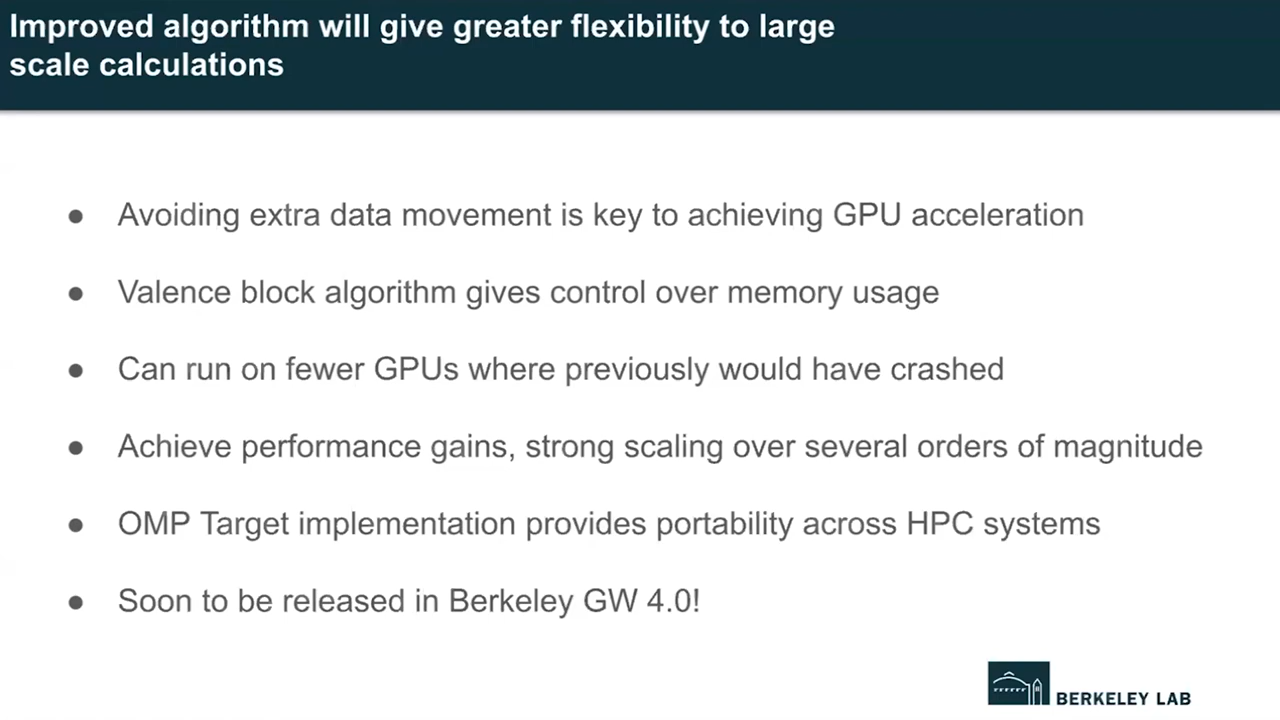 Improved algorithm will give greater flexibility to large
scale calculations
● Avoiding extra data movement is key to achieving GPU acceleration
● Valence block algorithm gives control over memory usage
● Can run on fewer GPUs where previously would have crashed
● Achieve performance gains, strong scaling over several orders of magnitude
● OMP Target implementation provides portability across HPC systems
● Soon to be released in Berkeley GW 4.0!
BERKELEY LAB